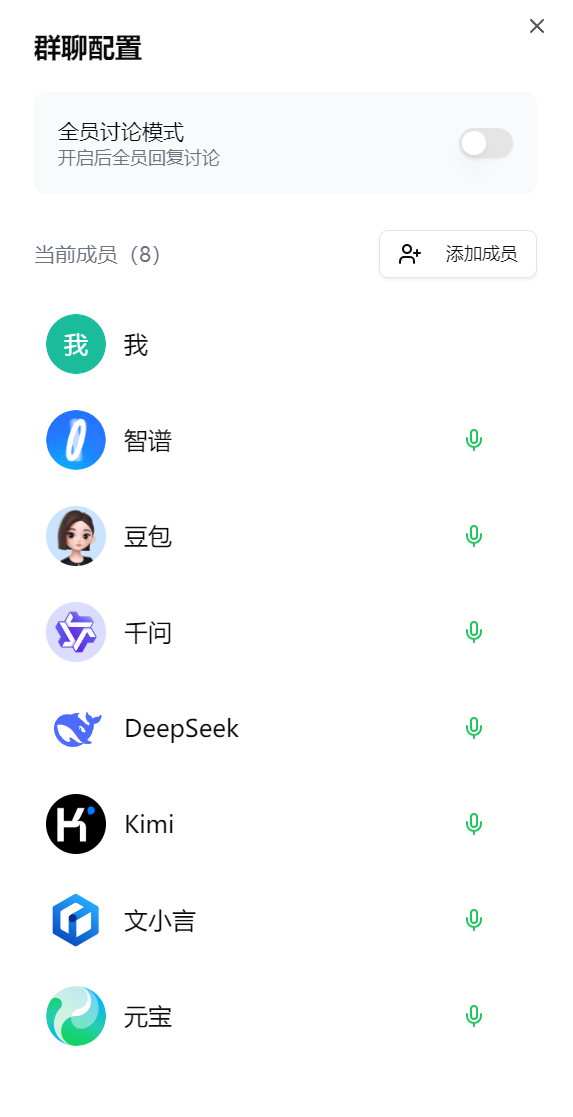 群聊配置
全员讨论模式
开启后全员回复讨论
当前成员（8）
添加成员
我 我
智谱
豆包
千问
DeepSeek
Kimi
文小言
元宝